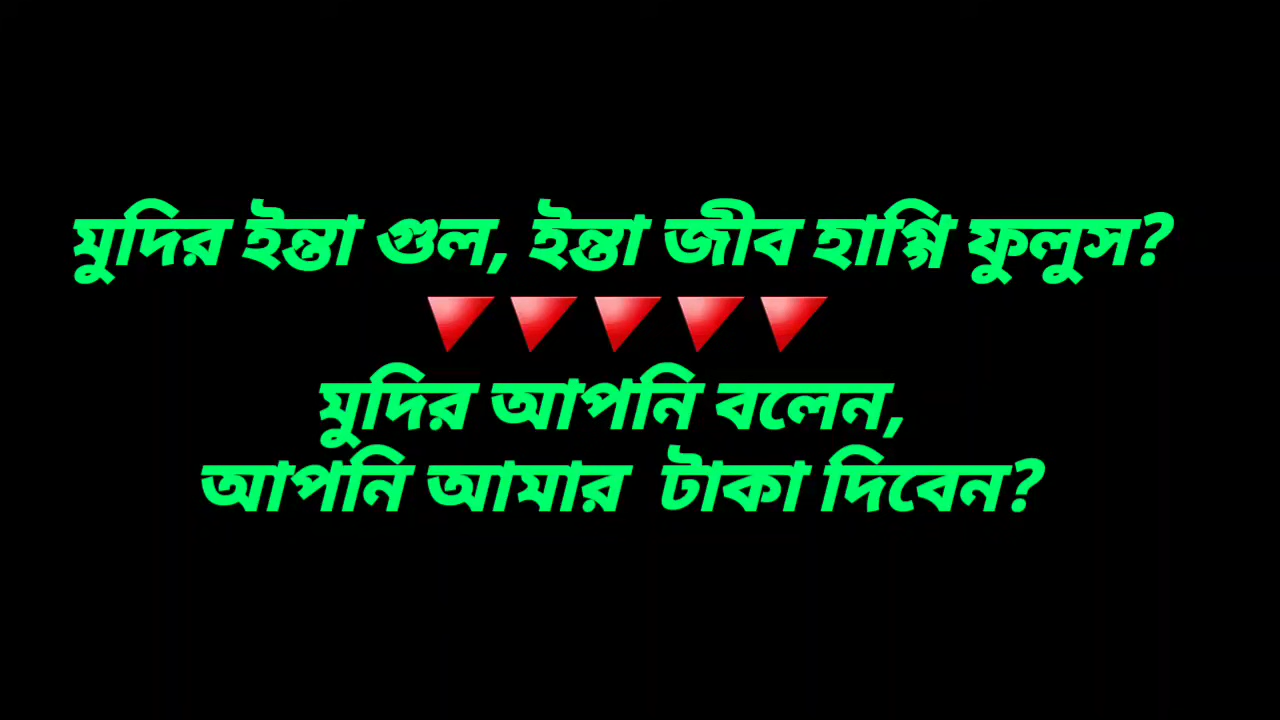 মুদির ইন্তা গুল, ইন্তা জীব হাগ্গি ফুলুস?
মুদির আপনি বলেন,
আপনি আমার টাকা দিবেন?